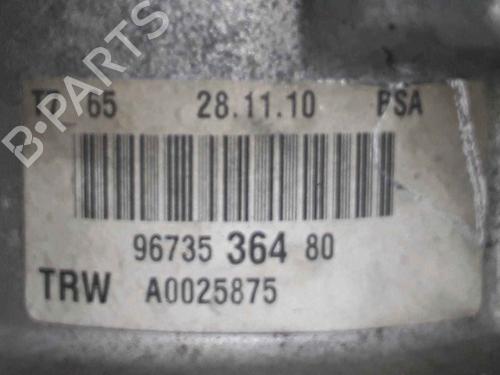 B-PARTS
65 28.11.10 PSA
96735 364 80
TRW A0025875